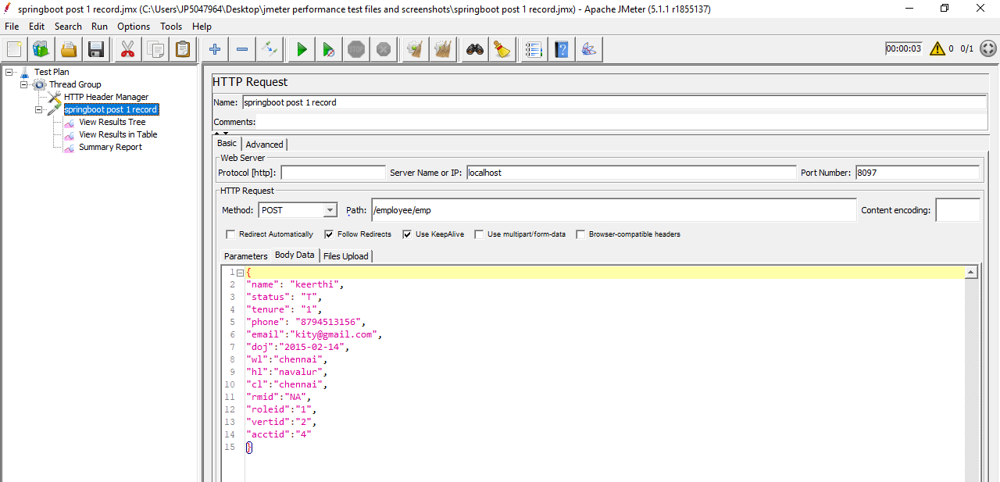 springboot post 1 record.jmx (C:\Users\JP5047964\Desktop\jmeter performance test files and screenshots\springboot post 1 record.jmx) - Apache JMeter (5.1.1 r1855137)
File Edit Search Run Options Tools Help
STOP
00:00:03 0 0/1
Test Plan
Thread Group
HTTP Header Manager
springboot post 1 record
View Results Tree
View Results in Table
Summary Report
HTTP Request
Name: springboot post 1 record
Comments:
Basic Advanced
Web Server
Protocol [http]: Server Name or IP: localhost Port Number: 8097
HTTP Request
Method: POST Path: /employee/emp Content encoding:
Redirect Automatically Follow Redirects Use KeepAlive Use multipart/form-data Browser-compatible headers
Parameters Body Data Files Upload
1 {
2 "name": "keerthi",
3 "status": "T",
4 "tenure": "1",
5 "phone": "8794513156",
6 "email":"kity@gmail.com",
7 "doj":"2015-02-14",
8 "wl":"chennai",
9 "hl":"navalur",
10 "cl":"chennai",
11 "rmid":"NA",
12 "roleid":"1",
13 "vertid":"2",
14 "acctid":"4"
15 }